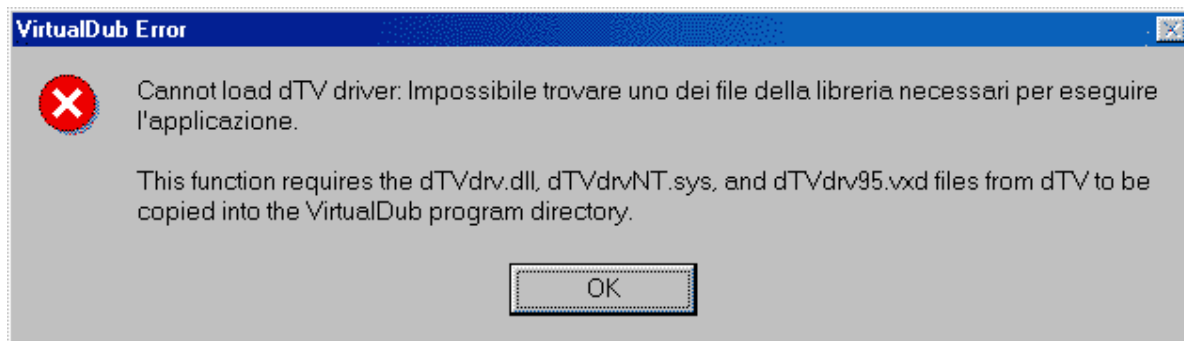 VirtualDub Error
Cannot load dTV driver: Impossibile trovare uno dei file della libreria necessari per eseguire
l'applicazione.
This function requires the dTVdrv.dll, dTVdrvNT.sys, and dTVdrv95.vxd files from dTV to be
copied into the VirtualDub program directory.
OK